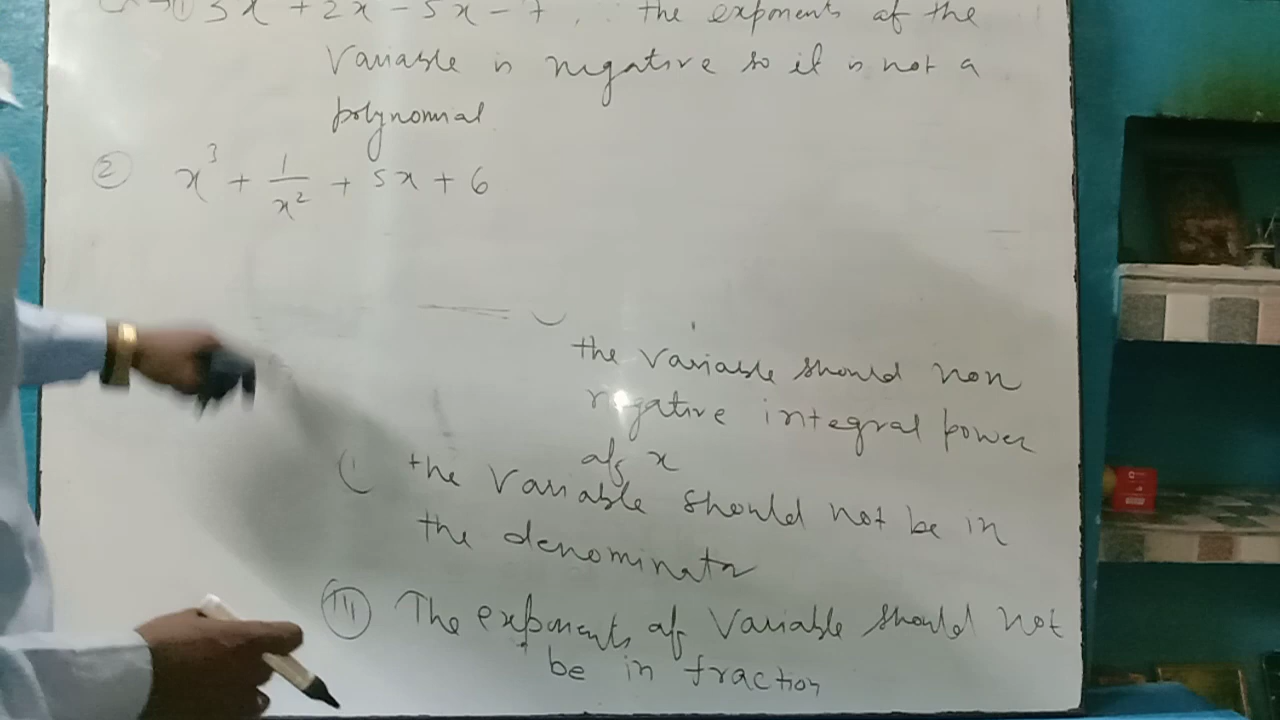 3x + 2x - 5x - 7, ∵ the exponents of the
Variable is negative so it is not a
polynomial
② x³ + 1/x² + 5x + 6
the variable should non
negative integral power
of x
the variable should not be in
the denominator
(III) The exponents of variable should not
be in fraction